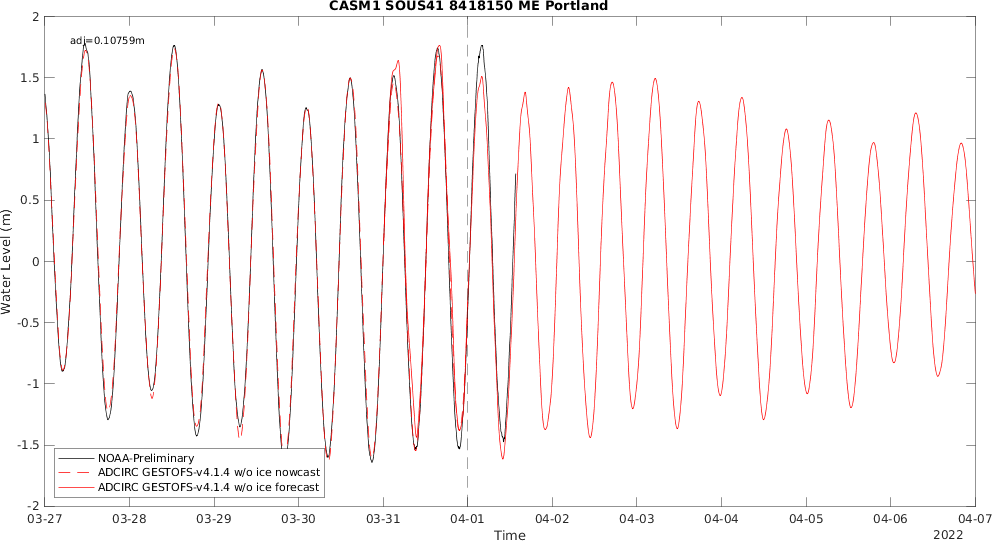 CASM1 SOUS41 8418150 ME Portland
adj=0.10759m
2
1.5
1
0.5
0
-0.5
-1
-1.5
-2
Water Level (m)
NOAA-Preliminary
ADCIRC GESTOFS-v4.1.4 w/o ice nowcast
ADCIRC GESTOFS-v4.1.4 w/o ice forecast
03-27 03-28 03-29 03-30 03-31 04-01 04-02 04-03 04-04 04-05 04-06 04-07
Time
2022